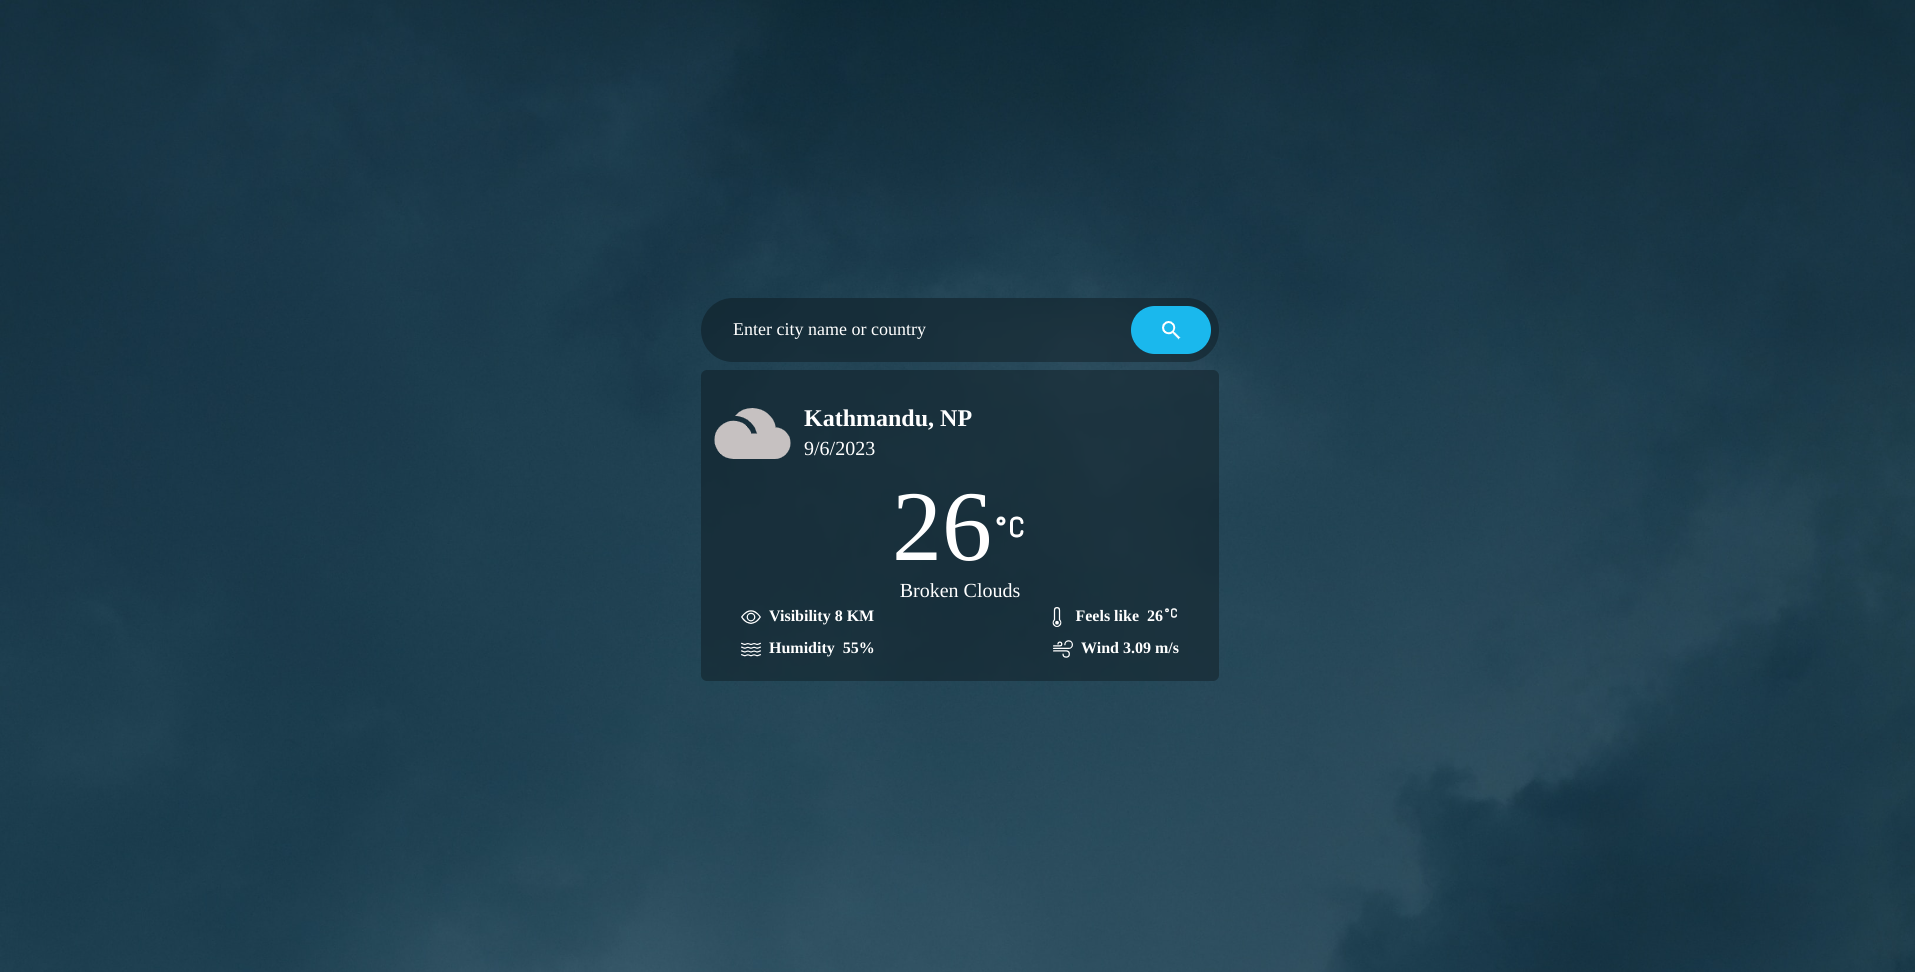 Enter city name or country
Kathmandu, NP
9/6/2023
26°C
Broken Clouds
Visibility 8 KM
Feels like 26°C
Humidity 55%
Wind 3.09 m/s